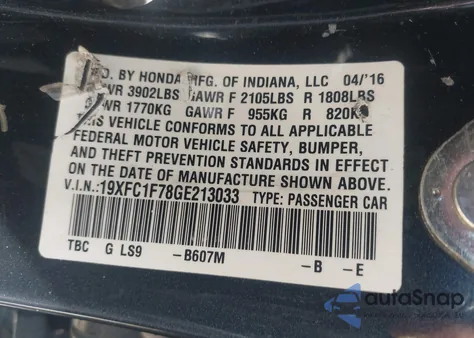 D. BY HONDA MFG. OF INDIANA, LLC 04/'16
WR 3902LBS GAWR F 2105LBS R 1808LBS
WR 1770KG GAWR F 955KG R 820KG
THIS VEHICLE CONFORMS TO ALL APPLICABLE
FEDERAL MOTOR VEHICLE SAFETY, BUMPER,
AND THEFT PREVENTION STANDARDS IN EFFECT
ON THE DATE OF MANUFACTURE SHOWN ABOVE.
V.I.N.:19XFC1F78GE213033 TYPE: PASSENGER CAR
TBC G LS9 -B607M -B -E
autoSnap